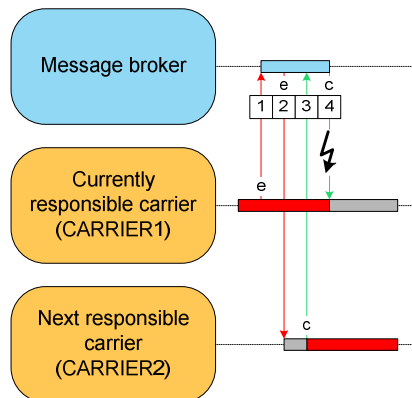 Message broker
e c
1 2 3 4
e
Currently
responsible carrier
(CARRIER1)
c
Next responsible
carrier
(CARRIER2)